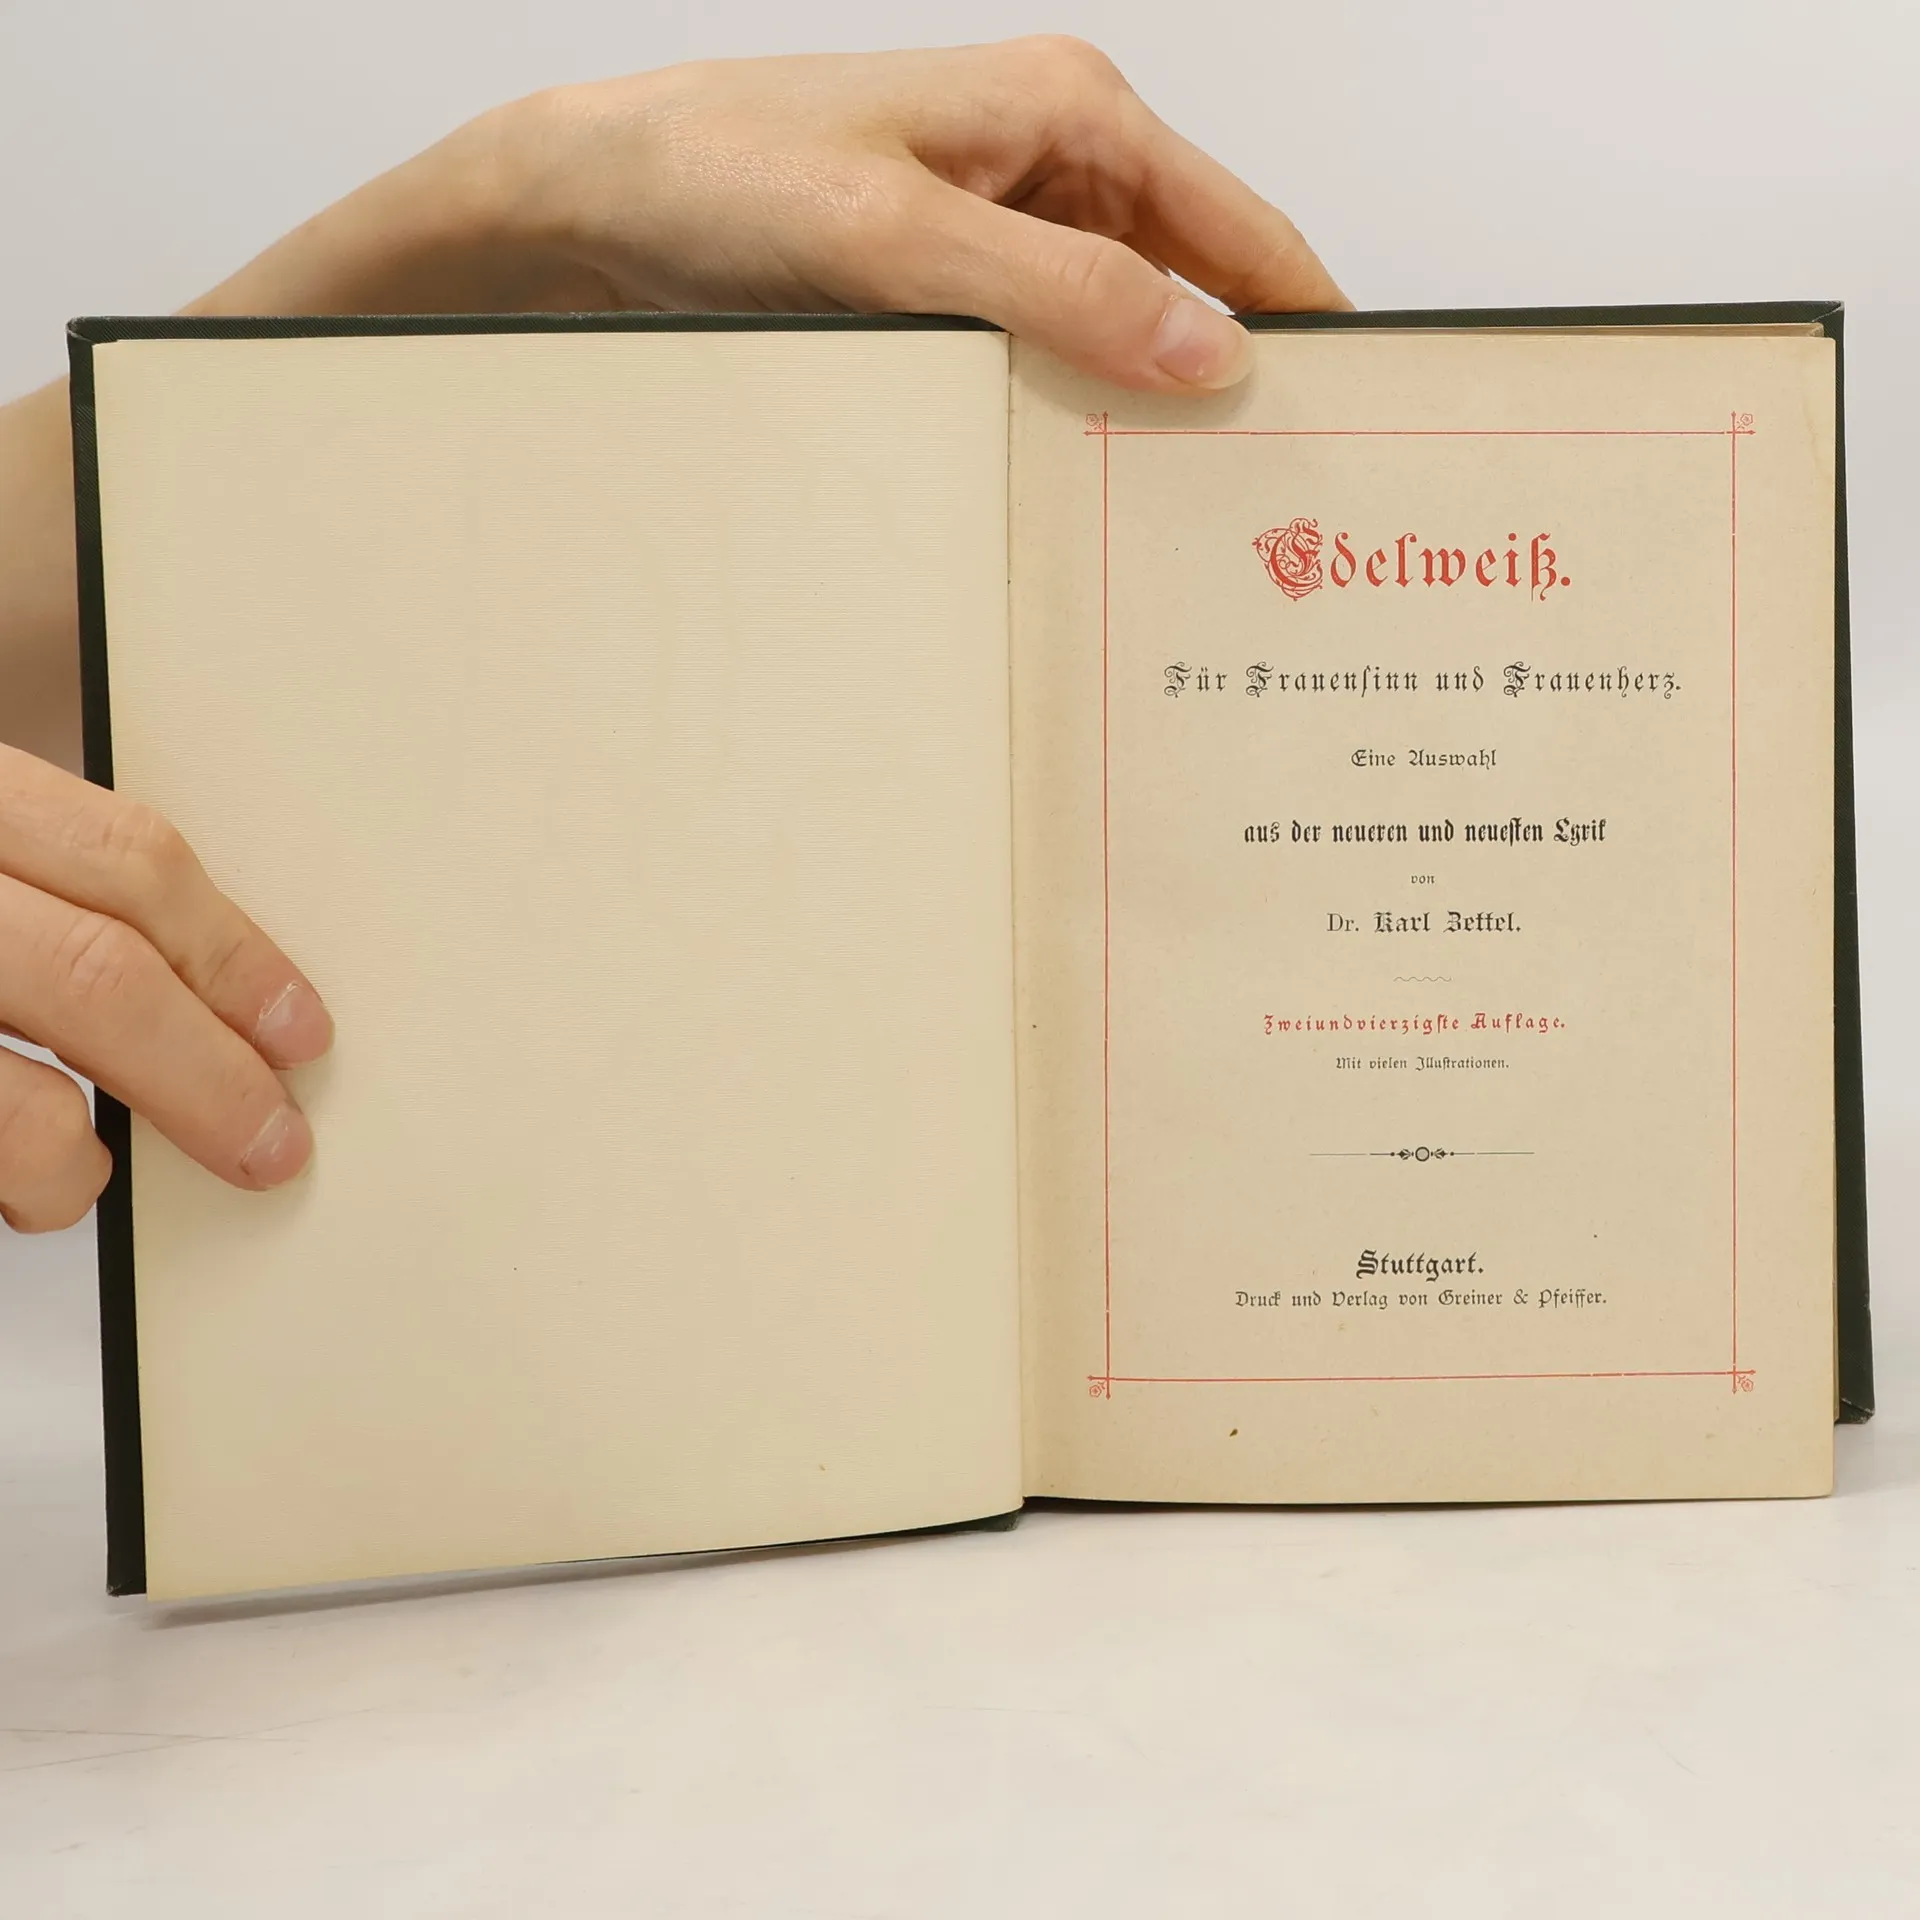 Edelweiß.
Für Frauensinn und Frauenherz.
Eine Auswahl
aus der neueren und neuesten Lyrik
von
Dr. Karl Zettel.
Zweiundvierzigste Auflage.
Mit vielen Illustrationen.
Stuttgart.
Druck und Verlag von Greiner & Pfeiffer.